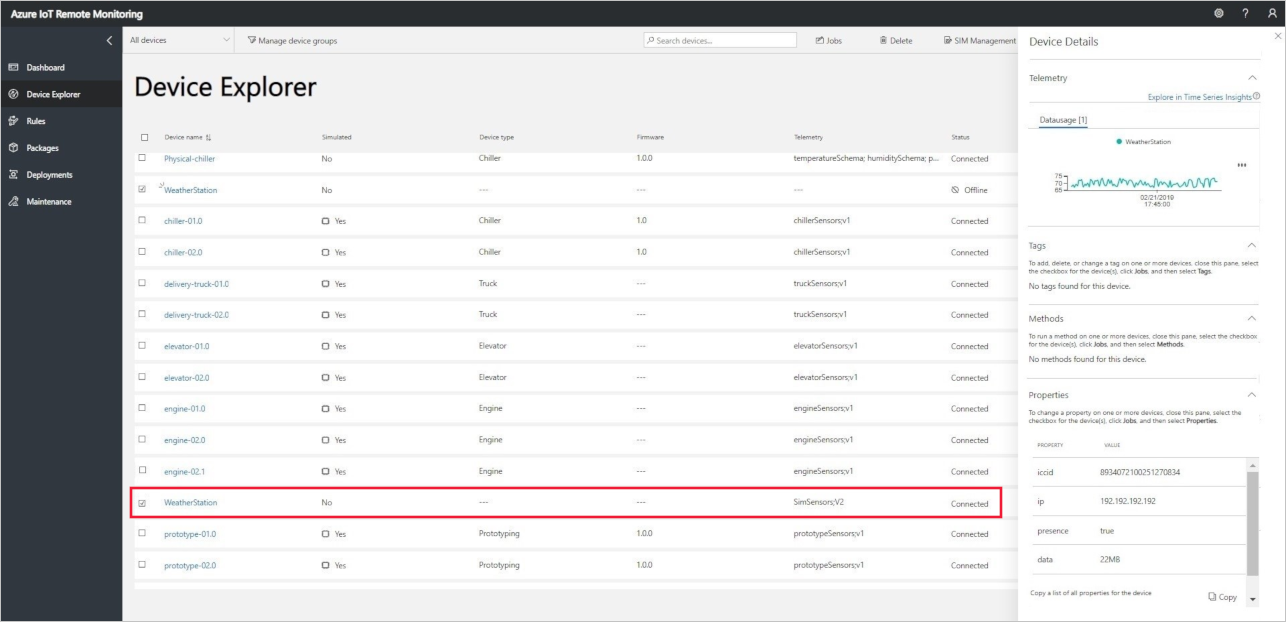 Azure IoT Remote Monitoring
?
All devices
Manage device groups
Search devices...
Jobs
Delete
SIM Management
Dashboard
Device Explorer
Rules
Packages
Deployments
Maintenance
Device Explorer
Device name Simulated Device type Firmware Telemetry Status
Physical-chiller No Chiller 1.0.0 temperatureSchema; humiditySchema; p... Connected
WeatherStation No --- --- --- Offline
chiller-01.0 Yes Chiller 1.0 chillerSensors;v1 Connected
chiller-02.0 Yes Chiller 1.0 chillerSensors;v1 Connected
delivery-truck-01.0 Yes Truck --- truckSensors;v1 Connected
delivery-truck-02.0 Yes Truck --- truckSensors;v1 Connected
elevator-01.0 Yes Elevator --- elevatorSensors;v1 Connected
elevator-02.0 Yes Elevator --- elevatorSensors;v1 Connected
engine-01.0 Yes Engine --- engineSensors;v1 Connected
engine-02.0 Yes Engine --- engineSensors;v1 Connected
engine-02.1 Yes Engine --- engineSensors;v1 Connected
WeatherStation No --- --- SimSensors;V2 Connected
prototype-01.0 Yes Prototyping 1.0.0 prototypeSensors;v1 Connected
prototype-02.0 Yes Prototyping 1.0.0 prototypeSensors;v1 Connected
Device Details
Telemetry
Explore in Time Series Insights
Datausage [1]
WeatherStation
75
70
65
02/21/2019
17:45:00
Tags
To add, delete, or change a tag on one or more devices, close this pane, select
the checkbox for the device(s), click Jobs, and then select Tags.
No tags found for this device.
Methods
To run a method on one or more devices, close this pane, select the checkbox
for the device(s), click Jobs, and then select Methods.
No methods found for this device.
Properties
To change a property on one or more devices, close this pane, select the
checkbox for the device(s), click Jobs, and then select Properties.
PROPERTY VALUE
iccid 8934072100251270834
ip 192.192.192.192
presence true
data 22MB
Copy a list of all properties for the device
Copy